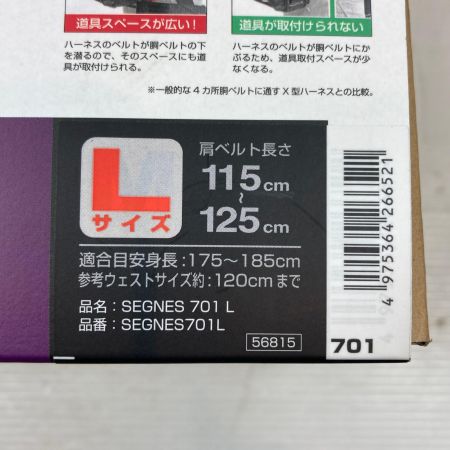 道具スペースが広い!
道具が取付けられない
ハーネスのベルトが胴ベルトの下
を潜るので、そのスペースにも道
具が取付けられる。
ハーネスのベルトが胴ベルトにか
ぶるため、道具取付スペースが少
なくなる。
※一般的な4カ所胴ベルトに通すX型ハーネスとの比較。
L
サイズ
肩ベルト長さ
115cm
~
125cm
適合目安身長:175~185cm
参考ウェストサイズ約:120cmまで
品名:SEGNES 701 L
品番:SEGNES701L
56815
701
4 975364 266521